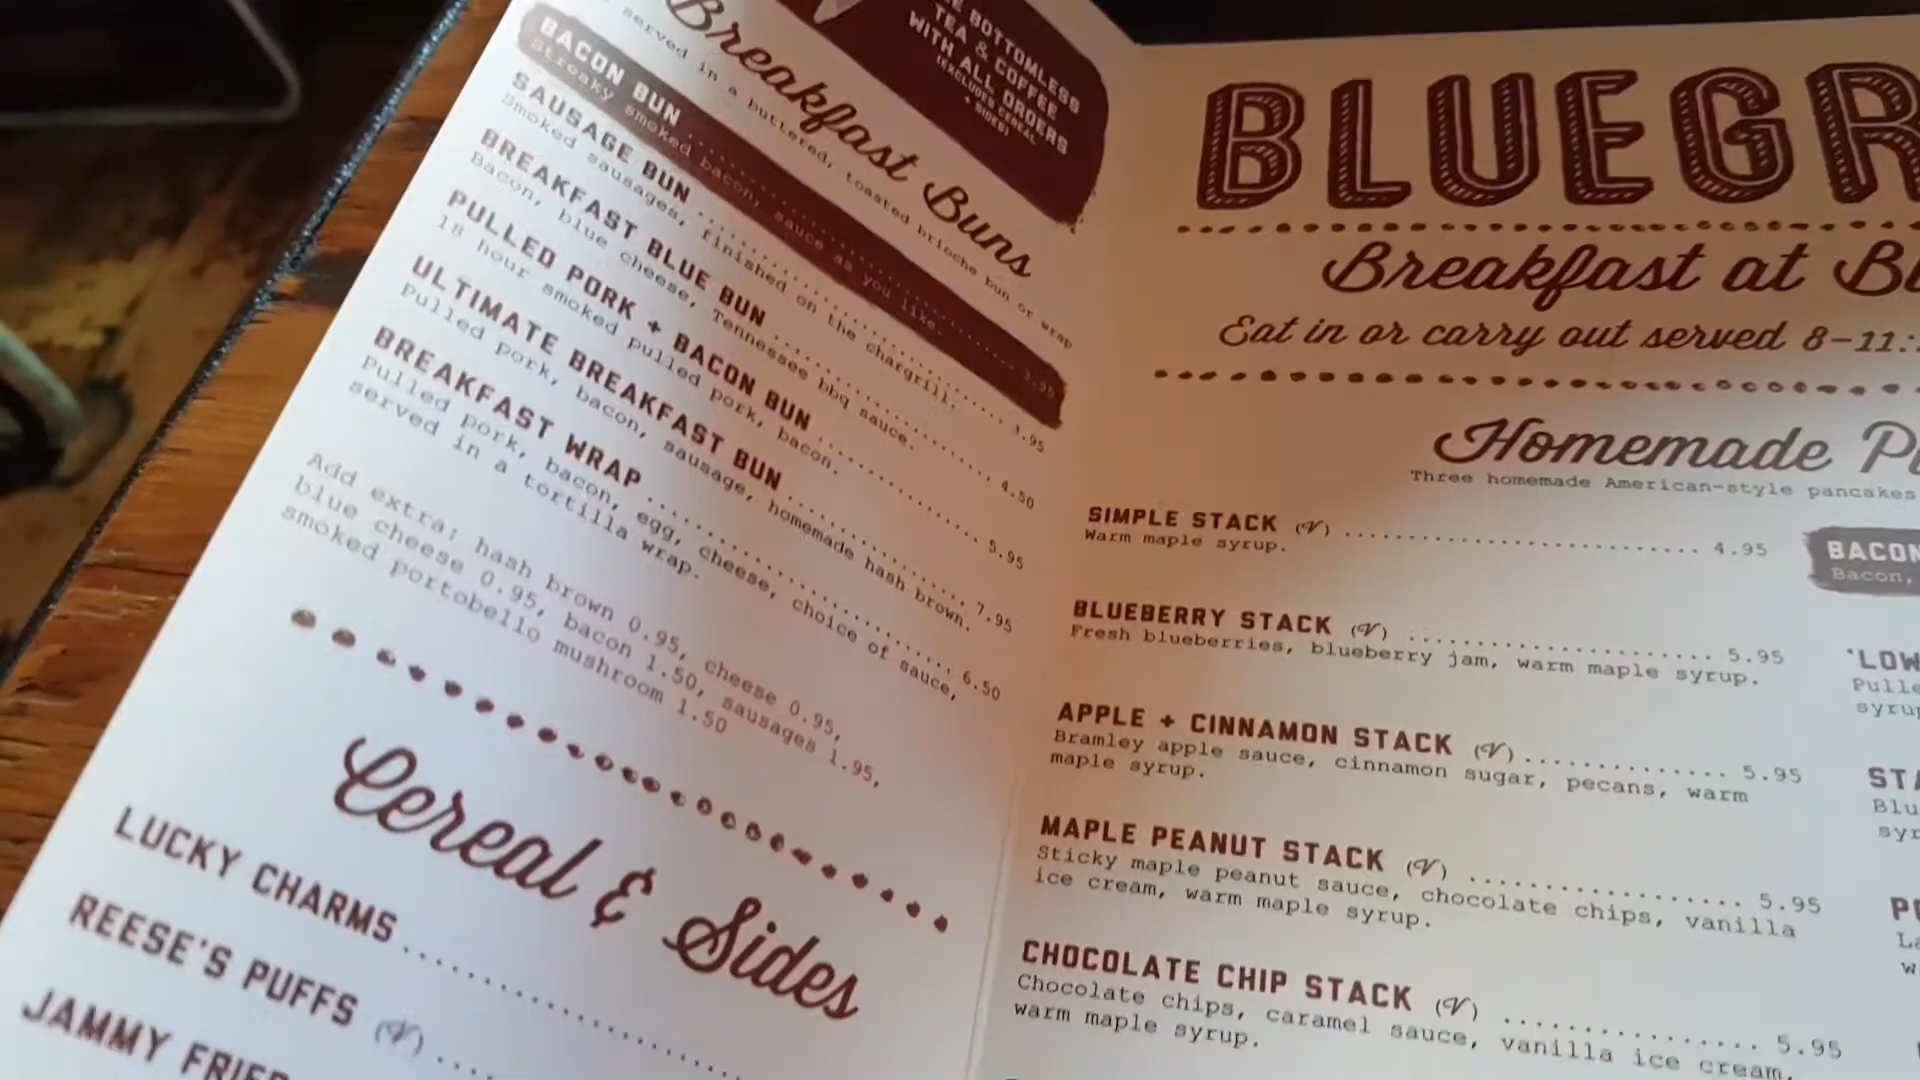 BOTTOMLESS
TEA & COFFEE
WITH ALL ORDERS
(EXCLUDES CEREAL
+ SIDES)
Breakfast Buns
served in a buttered, toasted brioche bun or wrap
BACON BUN 3.95
Streaky smoked bacon, sauce as you like.
SAUSAGE BUN 3.95
Smoked sausages, finished on the chargrill.
BREAKFAST BLUE BUN 4.50
Bacon, blue cheese, Tennessee bbq sauce.
PULLED PORK + BACON BUN 5.95
18 hour smoked pulled pork, bacon.
ULTIMATE BREAKFAST BUN 7.95
Pulled pork, bacon, sausage, homemade hash brown.
BREAKFAST WRAP 6.50
Pulled pork, bacon, egg, cheese, choice of sauce,
served in a tortilla wrap.
Add extra: hash brown 0.95, cheese 0.95,
blue cheese 0.95, bacon 1.50, sausages 1.95,
smoked portobello mushroom 1.50
Cereal & Sides
LUCKY CHARMS
REESE'S PUFFS (V)
JAMMY
BLUEGR
Breakfast at Bl
Eat in or carry out served 8-11:
Homemade P
Three homemade American-style pancakes
SIMPLE STACK (V) 4.95
Warm maple syrup.
BLUEBERRY STACK (V) 5.95
Fresh blueberries, blueberry jam, warm maple syrup.
APPLE + CINNAMON STACK (V) 5.95
Bramley apple sauce, cinnamon sugar, pecans, warm
maple syrup.
MAPLE PEANUT STACK (V) 5.95
Sticky maple peanut sauce, chocolate chips, vanilla
ice cream, warm maple syrup.
CHOCOLATE CHIP STACK (V) 5.95
Chocolate chips, caramel sauce, vanilla ice cream,
warm maple syrup.
BACON
Bacon,
'LOW
Pulle
syrup
STA
Blu
syr